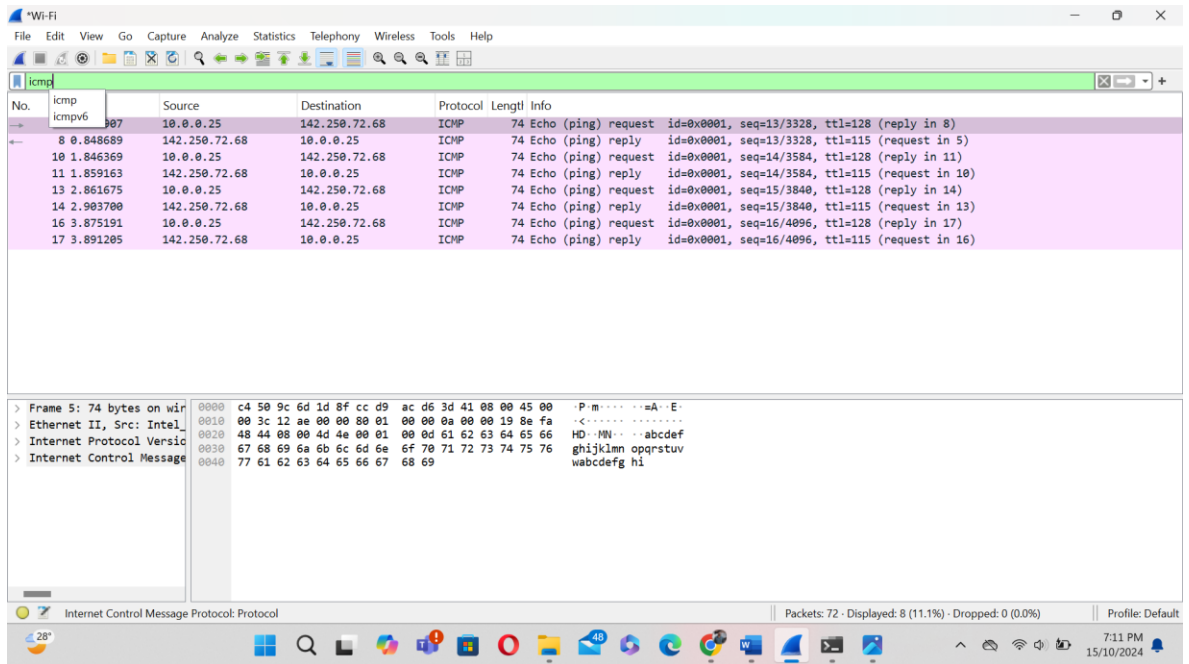 *Wi-Fi
File Edit View Go Capture Analyze Statistics Telephony Wireless Tools Help
icmp
icmp
icmpv6
No. Source Destination Protocol Lengtl Info
907 10.0.0.25 142.250.72.68 ICMP 74 Echo (ping) request id=0x0001, seq=13/3328, ttl=128 (reply in 8)
8 0.848689 142.250.72.68 10.0.0.25 ICMP 74 Echo (ping) reply id=0x0001, seq=13/3328, ttl=115 (request in 5)
10 1.846369 10.0.0.25 142.250.72.68 ICMP 74 Echo (ping) request id=0x0001, seq=14/3584, ttl=128 (reply in 11)
11 1.859163 142.250.72.68 10.0.0.25 ICMP 74 Echo (ping) reply id=0x0001, seq=14/3584, ttl=115 (request in 10)
13 2.861675 10.0.0.25 142.250.72.68 ICMP 74 Echo (ping) request id=0x0001, seq=15/3840, ttl=128 (reply in 14)
14 2.903700 142.250.72.68 10.0.0.25 ICMP 74 Echo (ping) reply id=0x0001, seq=15/3840, ttl=115 (request in 13)
16 3.875191 10.0.0.25 142.250.72.68 ICMP 74 Echo (ping) request id=0x0001, seq=16/4096, ttl=128 (reply in 17)
17 3.891205 142.250.72.68 10.0.0.25 ICMP 74 Echo (ping) reply id=0x0001, seq=16/4096, ttl=115 (request in 16)
> Frame 5: 74 bytes on wir
> Ethernet II, Src: Intel_
> Internet Protocol Versio
> Internet Control Message
0000 c4 50 9c 6d 1d 8f cc d9 ac d6 3d 41 08 00 45 00 ·P·m···· ··=A··E·
0010 00 3c 12 ae 00 00 80 01 00 00 0a 00 00 19 8e fa ·<······ ········
0020 48 44 08 00 4d 4e 00 01 00 0d 61 62 63 64 65 66 HD··MN·· ··abcdef
0030 67 68 69 6a 6b 6c 6d 6e 6f 70 71 72 73 74 75 76 ghijklmn opqrstuv
0040 77 61 62 63 64 65 66 67 68 69 wabcdefg hi
Internet Control Message Protocol: Protocol
Packets: 72 · Displayed: 8 (11.1%) · Dropped: 0 (0.0%)
Profile: Default
28°
48
7:11 PM
15/10/2024